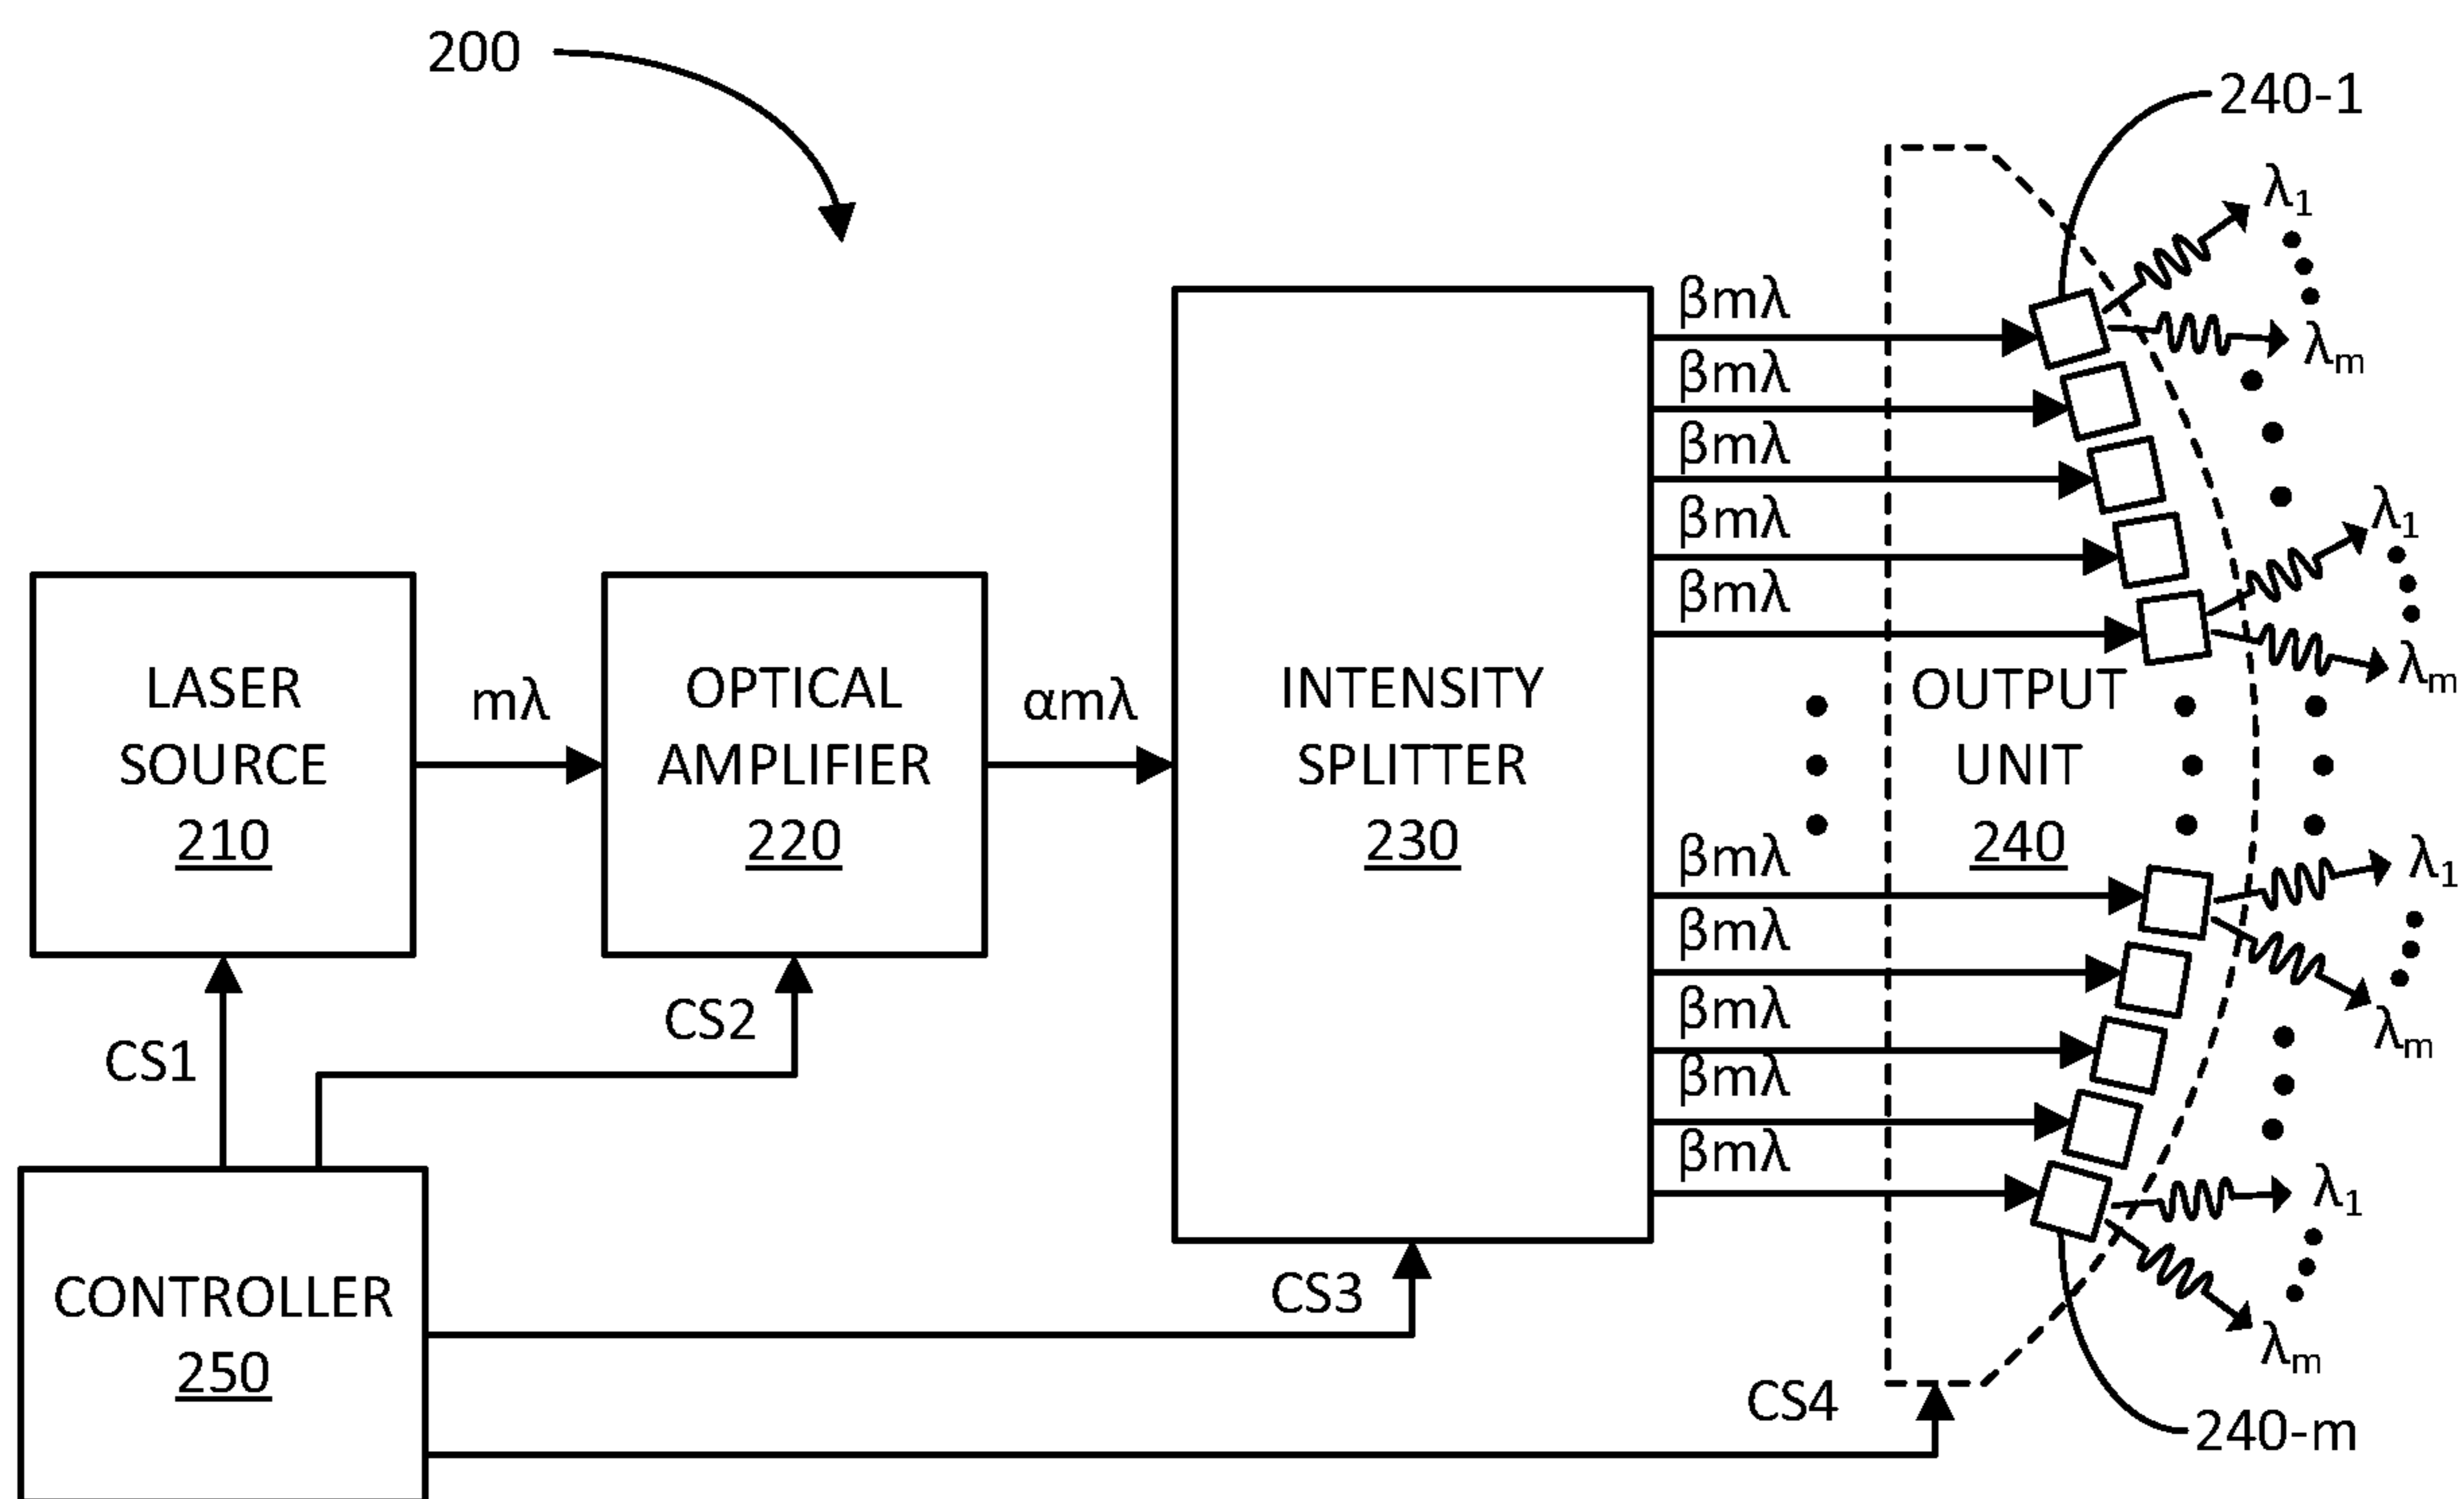 200
240-1
λ1
λm
βmλ
βmλ
βmλ
βmλ
βmλ
λ1
λm
LASER
SOURCE
210
mλ
OPTICAL
AMPLIFIER
220
αmλ
INTENSITY
SPLITTER
230
OUTPUT
UNIT
240
βmλ
βmλ
βmλ
βmλ
βmλ
λ1
λm
λ1
λm
CS1
CS2
CS3
CS4
CONTROLLER
250
240-m